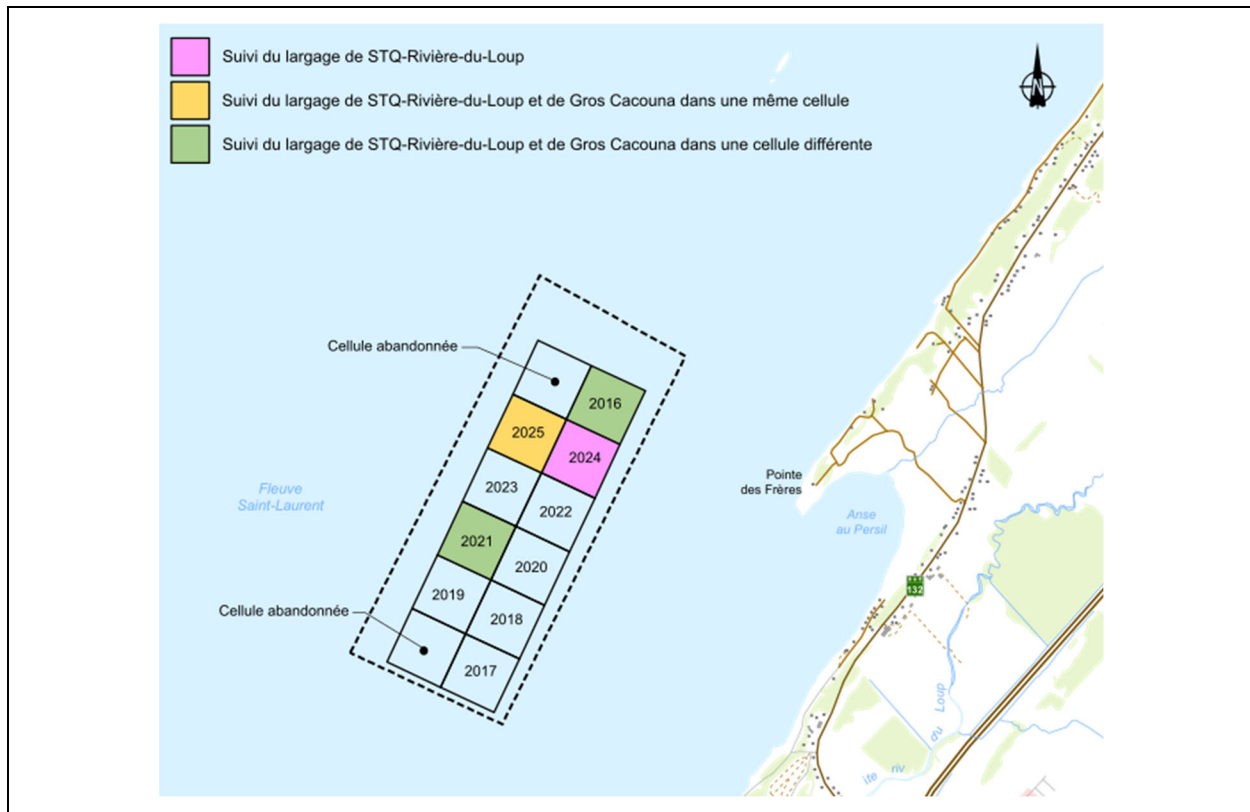 Suivi du largage de STQ-Rivière-du-Loup
Suivi du largage de STQ-Rivière-du-Loup et de Gros Cacouna dans une même cellule
Suivi du largage de STQ-Rivière-du-Loup et de Gros Cacouna dans une cellule différente
Cellule abandonnée
2016
2025
2024
Pointe
des Frères
Fleuve
Saint-Laurent
2023
2022
Anse
au Persil
2021
2020
132
2019
2018
Cellule abandonnée
2017
du Loup
riv